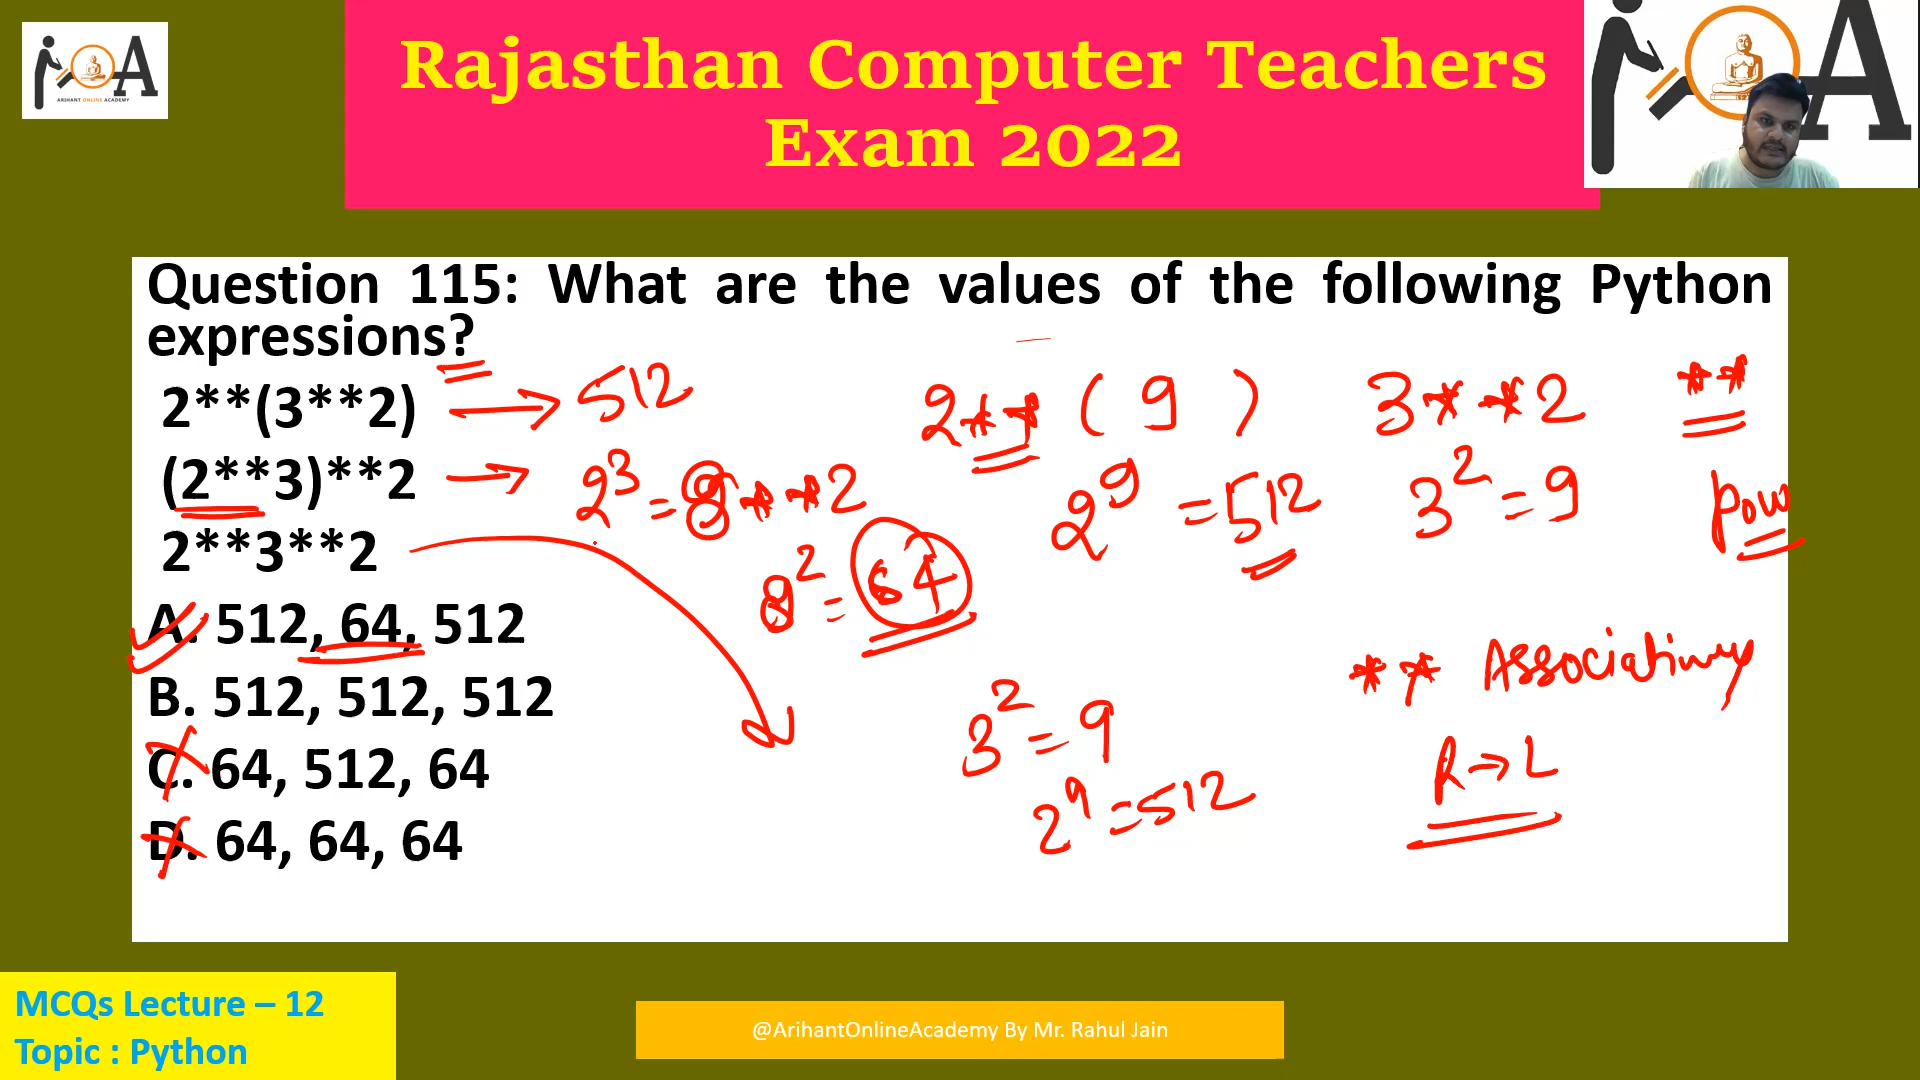 ARIHANT ONLINE ACADEMY
Rajasthan Computer Teachers
Exam 2022
Question 115: What are the values of the following Python
expressions?
2**(3**2) → 512
2** ( 9 )
3**2
**
(2**3)**2 → 2³ = 8**2
2⁹ = 512
3² = 9
Pow
2**3**2
8² = 64
A. 512, 64, 512
** Associativity
B. 512, 512, 512
3² = 9
C. 64, 512, 64
R → L
2⁹ = 512
D. 64, 64, 64
MCQs Lecture – 12
Topic : Python
@ArihantOnlineAcademy By Mr. Rahul Jain